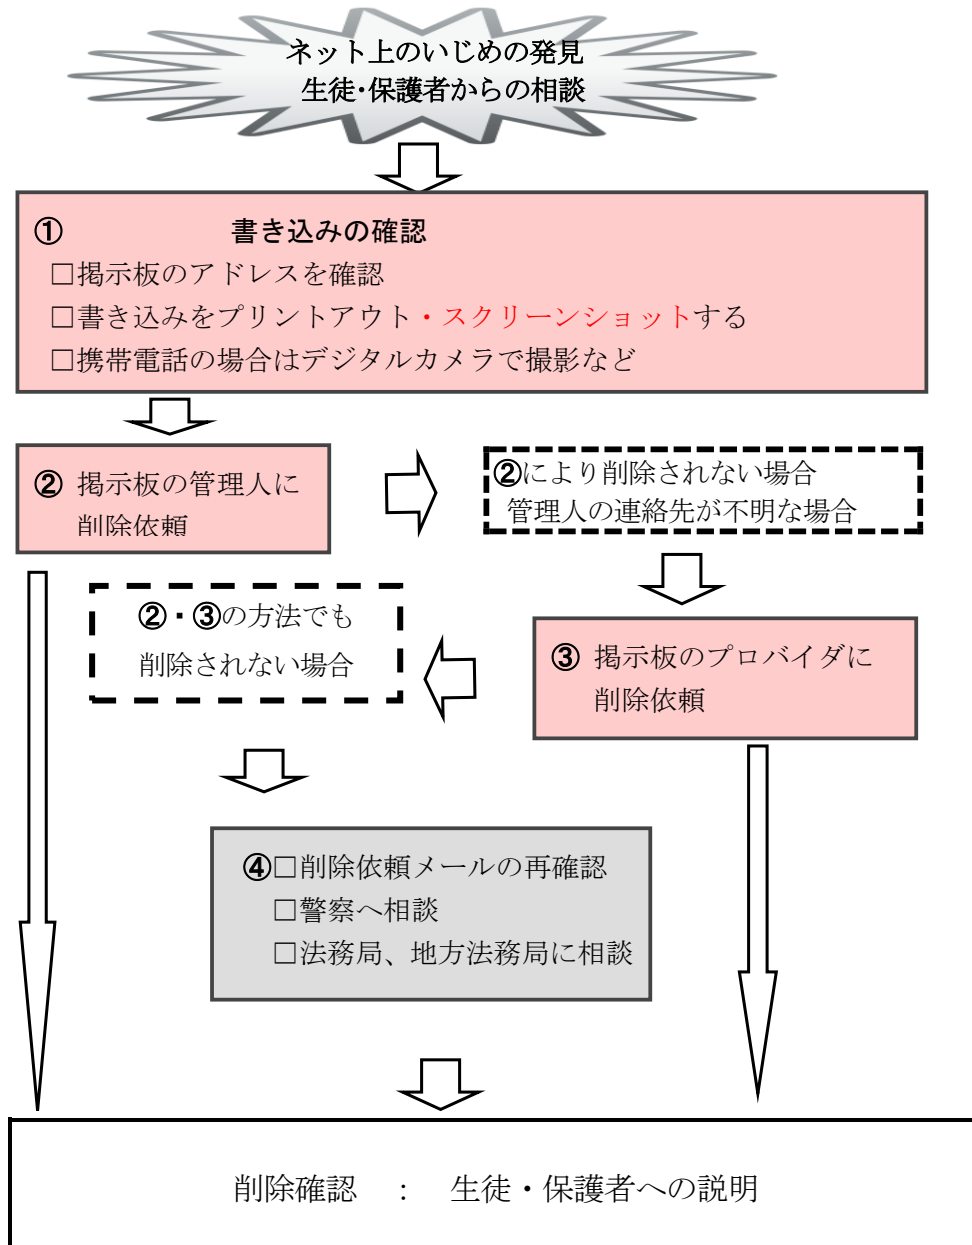 ネット上のいじめの発見
生徒・保護者からの相談
① 書き込みの確認
□掲示板のアドレスを確認
□書き込みをプリントアウト・スクリーンショットする
□携帯電話の場合はデジタルカメラで撮影など
② 掲示板の管理人に
削除依頼
②により削除されない場合
管理人の連絡先が不明な場合
③ 掲示板のプロバイダに
削除依頼
②・③の方法でも
削除されない場合
④□削除依頼メールの再確認
□警察へ相談
□法務局、地方法務局に相談
削除確認 : 生徒・保護者への説明